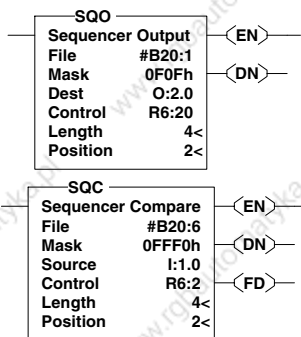 SQO
Sequencer Output (EN)
File #B20:1
Mask 0F0Fh (DN)
Dest O:2.0
Control R6:20
Length 4<
Position 2<
SQC
Sequencer Compare (EN)
File #B20:6
Mask 0FFF0h (DN)
Source I:1.0
Control R6:2 (FD)
Length 4<
Position 2<